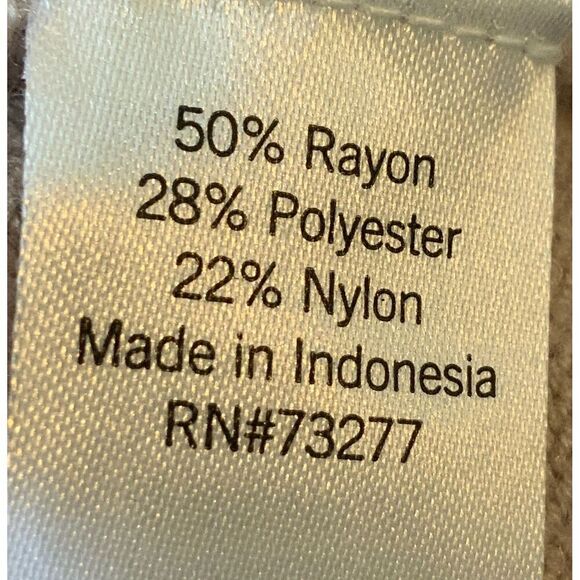 50% Rayon
28% Polyester
22% Nylon
Made in Indonesia
RN#73277